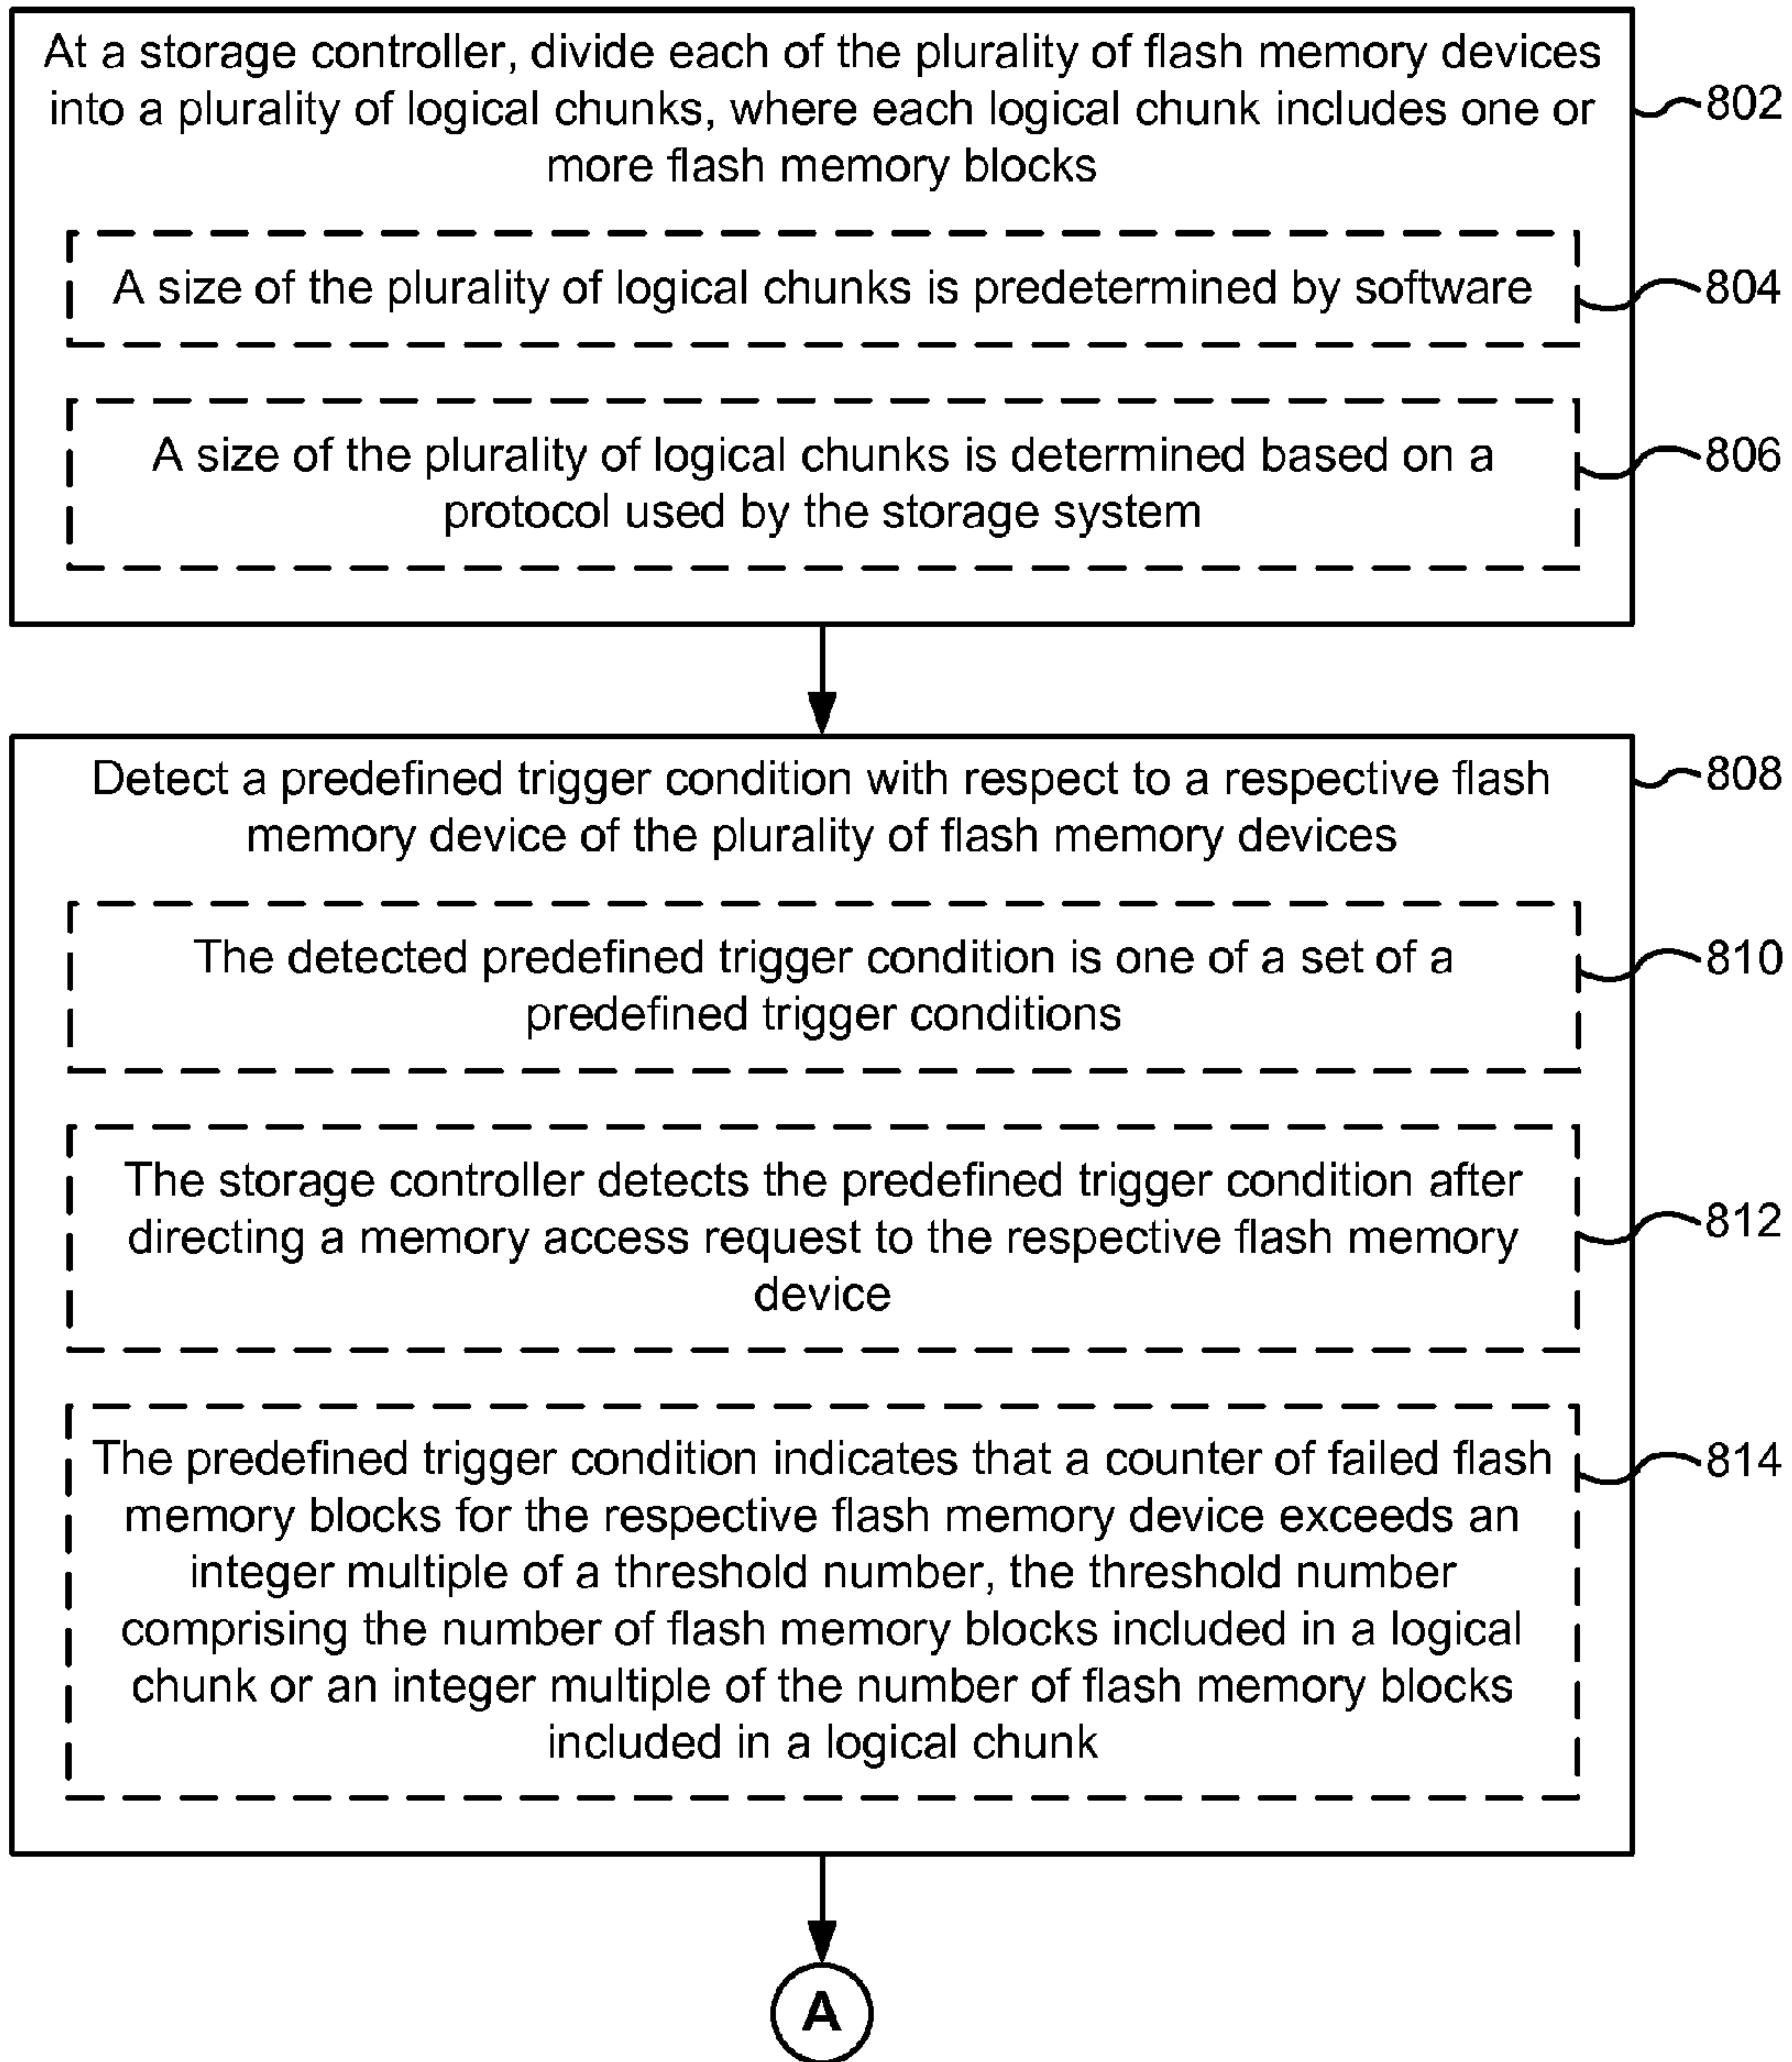 At a storage controller, divide each of the plurality of flash memory devices
into a plurality of logical chunks, where each logical chunk includes one or
more flash memory blocks
802
A size of the plurality of logical chunks is predetermined by software
804
A size of the plurality of logical chunks is determined based on a
protocol used by the storage system
806
Detect a predefined trigger condition with respect to a respective flash
memory device of the plurality of flash memory devices
808
The detected predefined trigger condition is one of a set of a
predefined trigger conditions
810
The storage controller detects the predefined trigger condition after
directing a memory access request to the respective flash memory
device
812
The predefined trigger condition indicates that a counter of failed flash
memory blocks for the respective flash memory device exceeds an
integer multiple of a threshold number, the threshold number
comprising the number of flash memory blocks included in a logical
chunk or an integer multiple of the number of flash memory blocks
included in a logical chunk
814
A